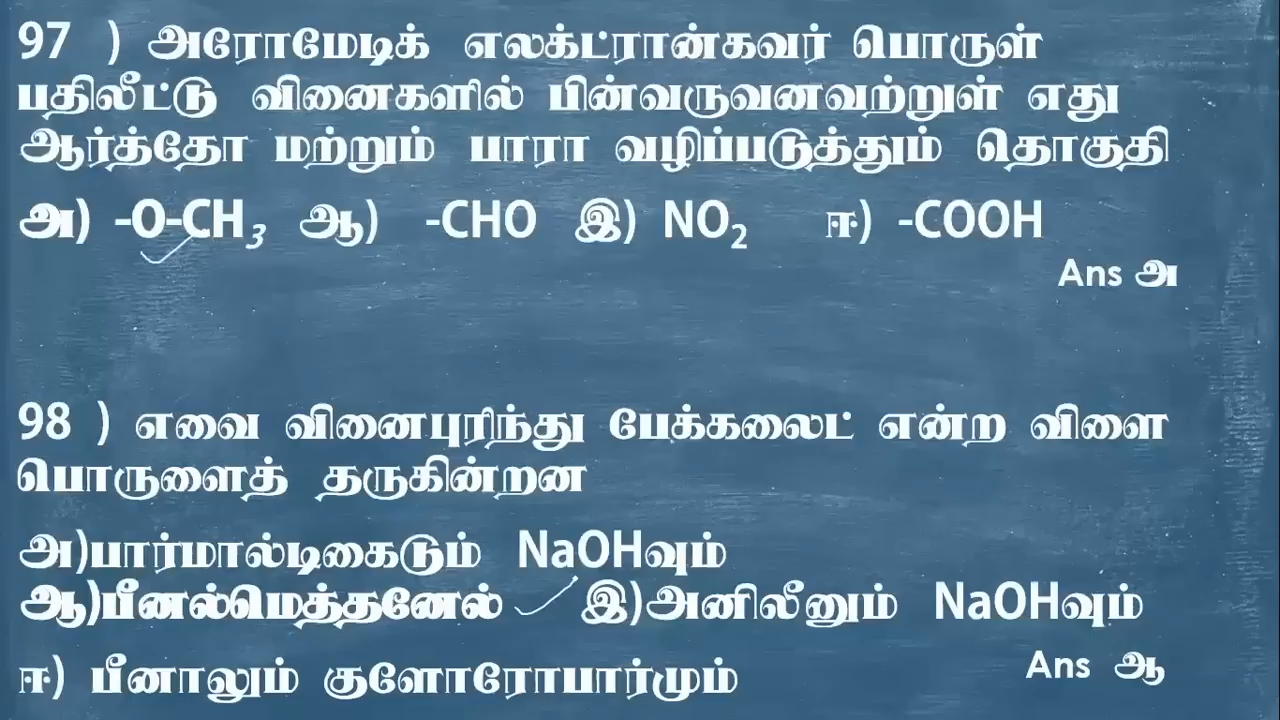 97 ) அரோமேடிக் எலக்ட்ரான்கவர் பொருள்
பதிலீட்டு வினைகளில் பின்வருவனவற்றுள் எது
ஆர்த்தோ மற்றும் பாரா வழிப்படுத்தும் தொகுதி
அ) -O-CH₃ ஆ) -CHO இ) NO₂ ஈ) -COOH
Ans அ
98 ) எவை வினைபுரிந்து பேக்கலைட் என்ற விளை
பொருளைத் தருகின்றன
அ)பார்மால்டிகைடும் NaOHவும்
ஆ)பீனல்மெத்தனேல் இ)அனிலீனும் NaOHவும்
ஈ) பீனாலும் குளோரோபார்மும்
Ans ஆ